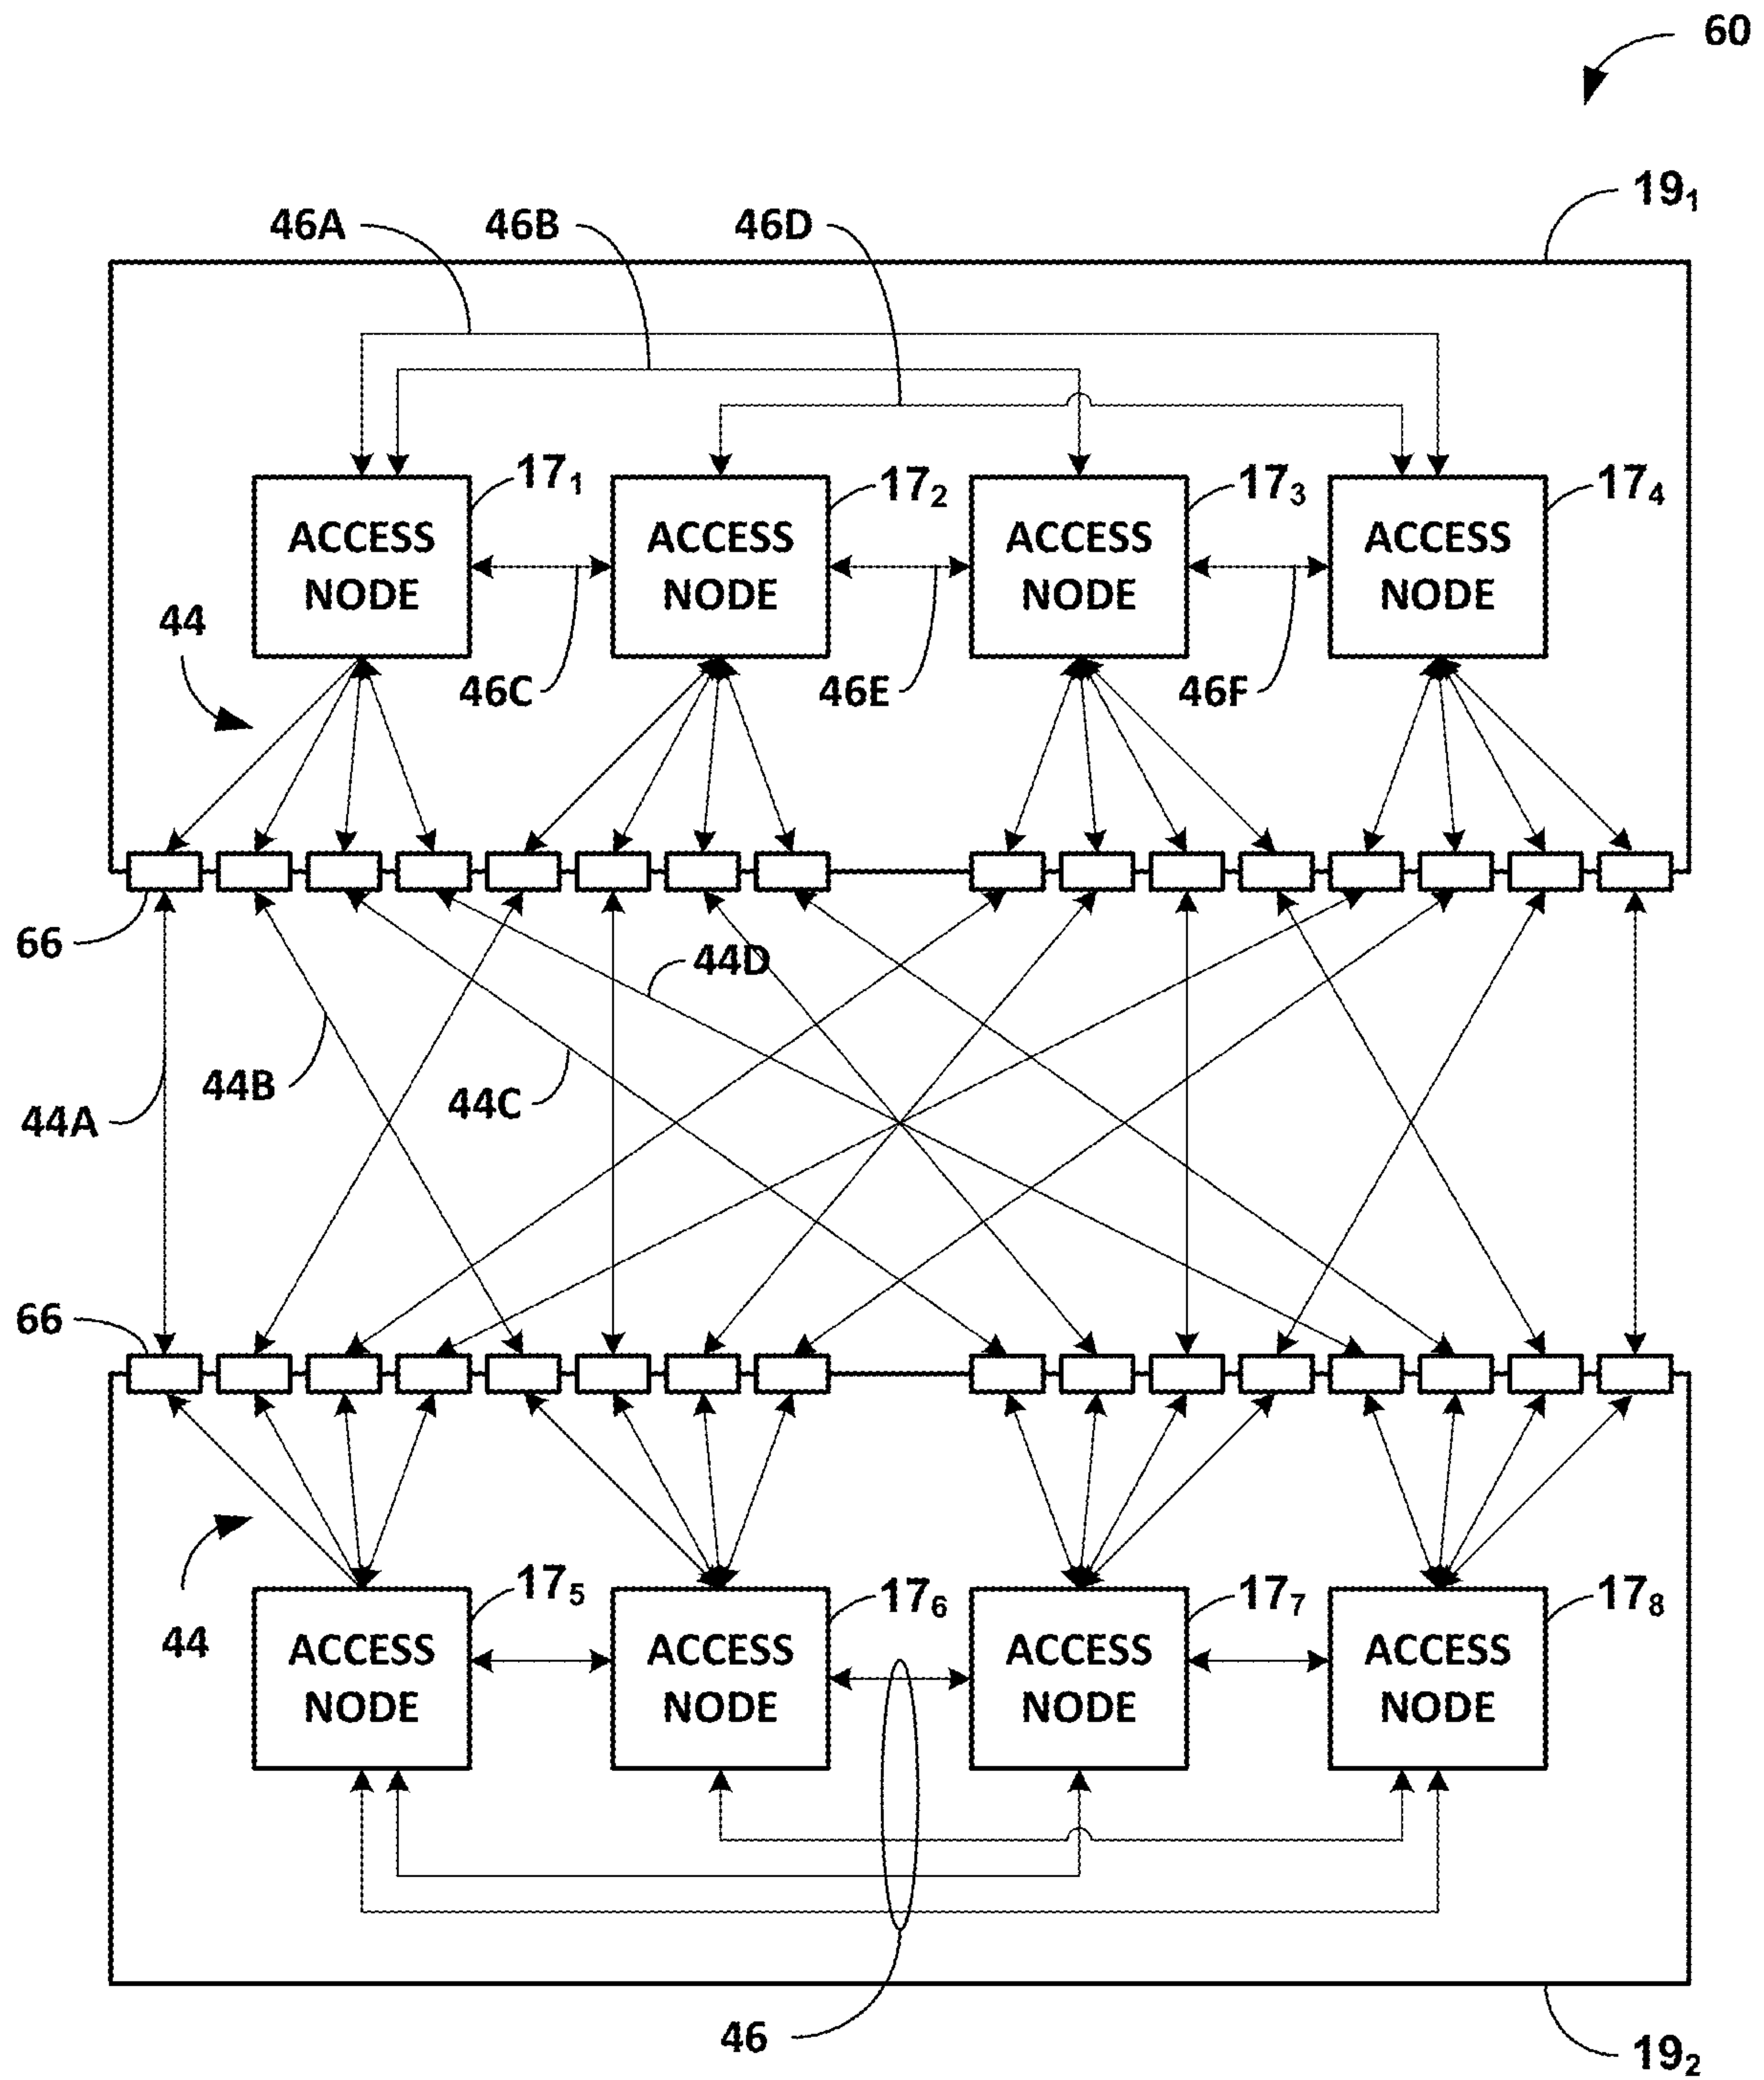 60
19₁
46A 46B 46D
17₁ 17₂ 17₃ 17₄
ACCESS NODE
ACCESS NODE
ACCESS NODE
ACCESS NODE
44
46C 46E 46F
66
44D
44B
44C
44A
66
44
17₅ 17₆ 17₇ 17₈
ACCESS NODE
ACCESS NODE
ACCESS NODE
ACCESS NODE
46
19₂